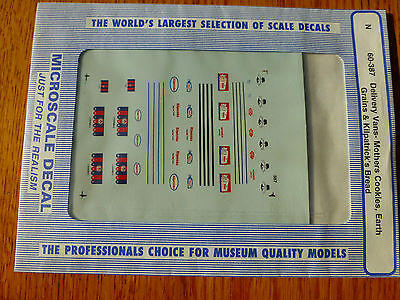 THE WORLD'S LARGEST SELECTION OF SCALE DECALS
MICROSCALE DECAL
JUST FOR THE REALISM
THE PROFESSIONALS CHOICE FOR MUSEUM QUALITY MODELS
N
60-387 Delivery Vans- Mothers Cookies, Earth
Grains & Kilpatrick's Bread